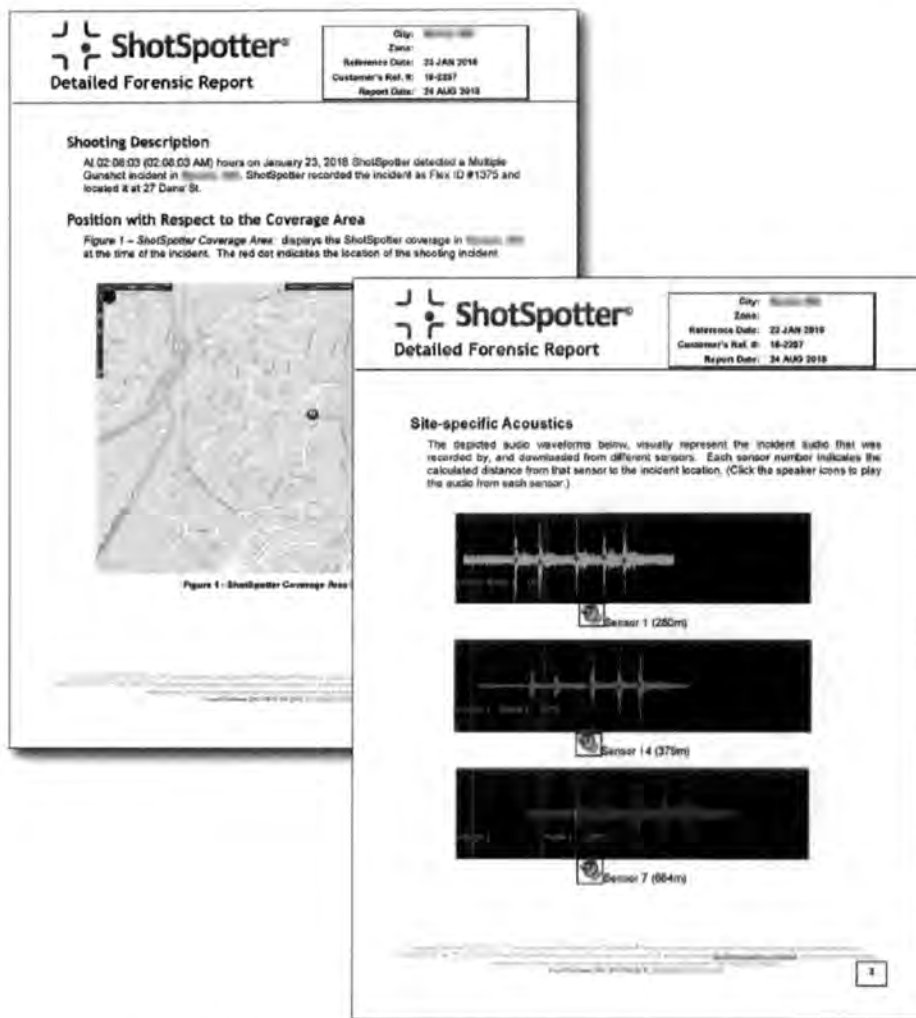 ShotSpotter®
Detailed Forensic Report
City:
Zone:
Reference Date: 23 JAN 2018
Customer's Ref. #: 18-2357
Report Date: 24 AUG 2018
Shooting Description
At 02:08:03 (02:08:03 AM) hours on January 23, 2018 ShotSpotter detected a Multiple
Gunshot incident in ShotSpotter recorded the incident as Flex ID #1375 and
located it at 27 Dana St.
Position with Respect to the Coverage Area
Figure 1 – ShotSpotter Coverage Area: displays the ShotSpotter coverage in
at the time of the incident. The red dot indicates the location of the shooting incident
Figure 1 - ShotSpotter Coverage Area
ShotSpotter®
Detailed Forensic Report
City:
Zone:
Reference Date: 23 JAN 2018
Customer's Ref. #: 18-2357
Report Date: 24 AUG 2018
Site-specific Acoustics
The depicted audio waveforms below, visually represent the incident audio that was
recorded by, and downloaded from different sensors. Each sensor number indicates the
calculated distance from that sensor to the incident location. (Click the speaker icons to play
the audio from each sensor.)
Sensor 1 (280m)
Sensor 14 (375m)
Sensor 7 (664m)